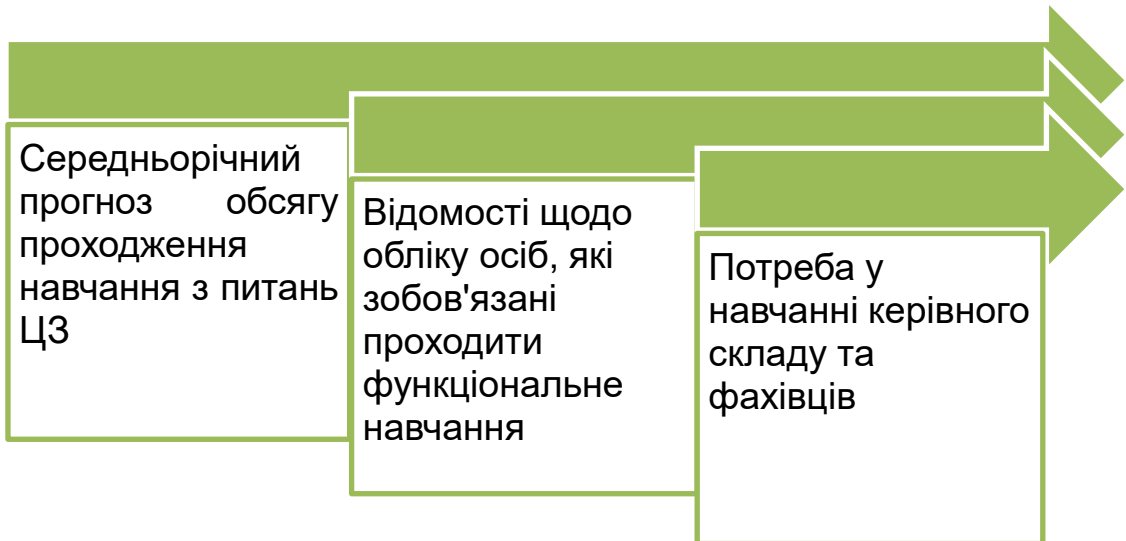 Середньорічний
прогноз обсягу
проходження
навчання з питань
ЦЗ
Відомості щодо
обліку осіб, які
зобов'язані
проходити
функціональне
навчання
Потреба у
навчанні керівного
складу та
фахівців